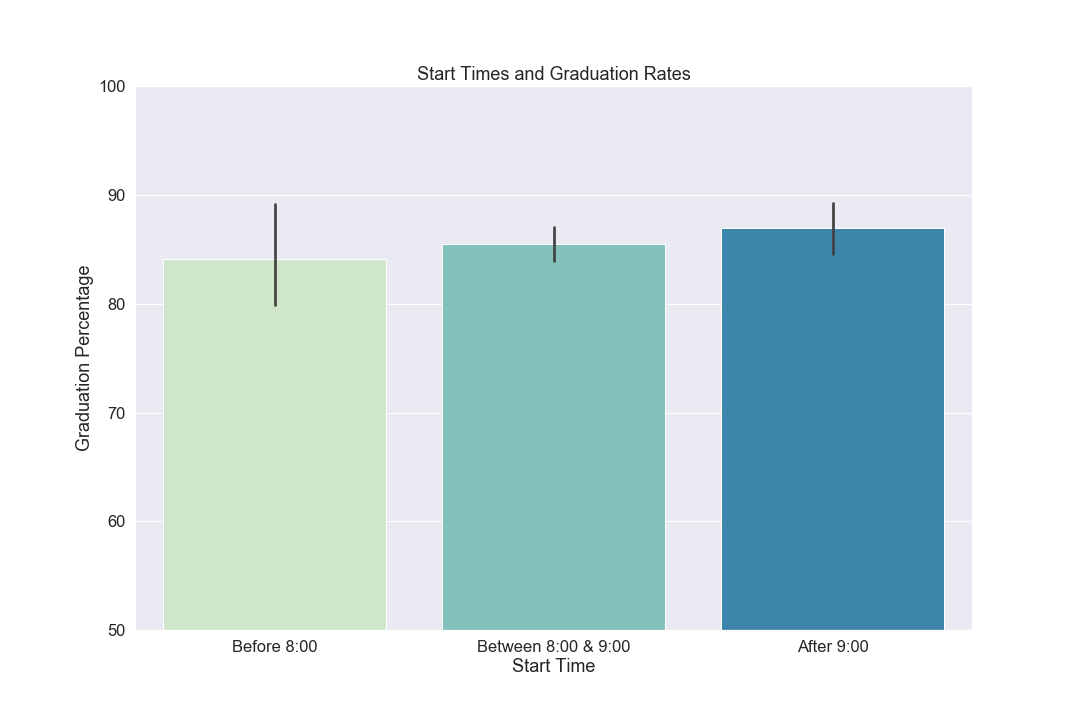 Start Times and Graduation Rates
100
90
80
70
60
50
Graduation Percentage
Before 8:00
Between 8:00 & 9:00
After 9:00
Start Time